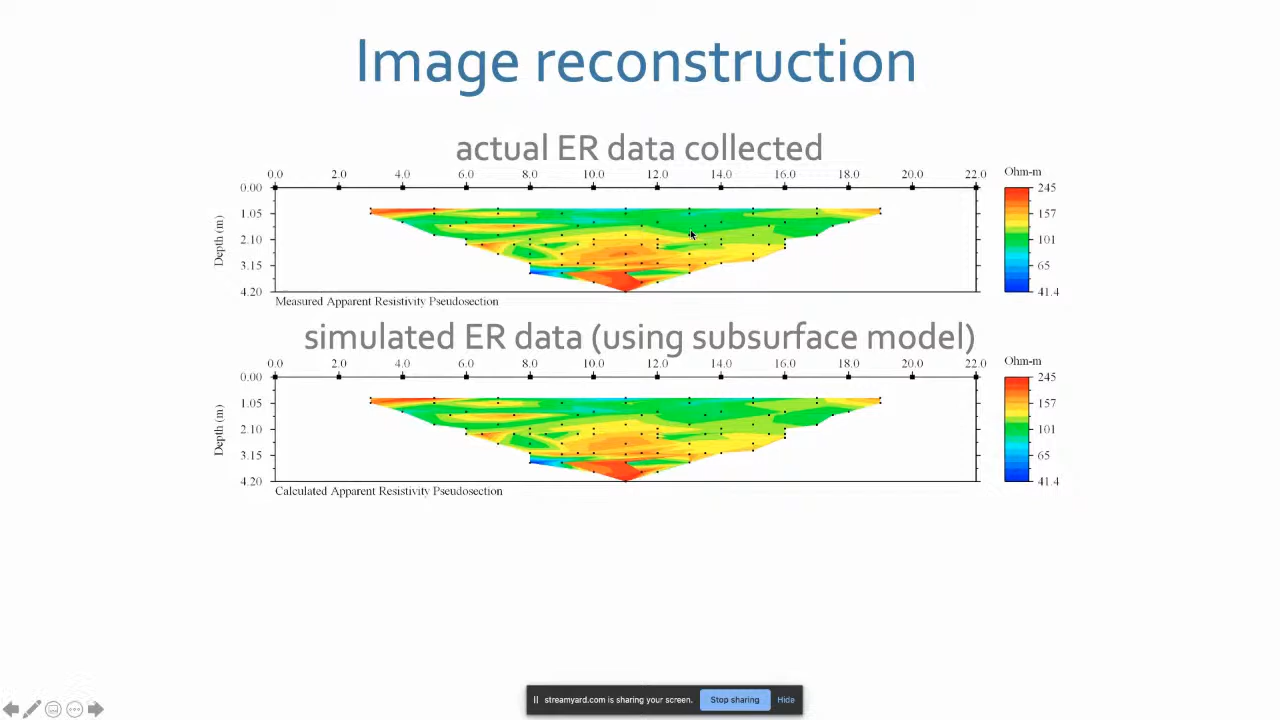 Image reconstruction
actual ER data collected
0.0 2.0 4.0 6.0 8.0 10.0 12.0 14.0 16.0 18.0 20.0 22.0 Ohm-m
0.00 245
1.05 157
2.10 101
3.15 65
4.20 41.4
Depth (m)
Measured Apparent Resistivity Pseudosection
simulated ER data (using subsurface model)
0.0 2.0 4.0 6.0 8.0 10.0 12.0 14.0 16.0 18.0 20.0 22.0 Ohm-m
0.00 245
1.05 157
2.10 101
3.15 65
4.20 41.4
Depth (m)
Calculated Apparent Resistivity Pseudosection
streamyard.com is sharing your screen. Stop sharing Hide